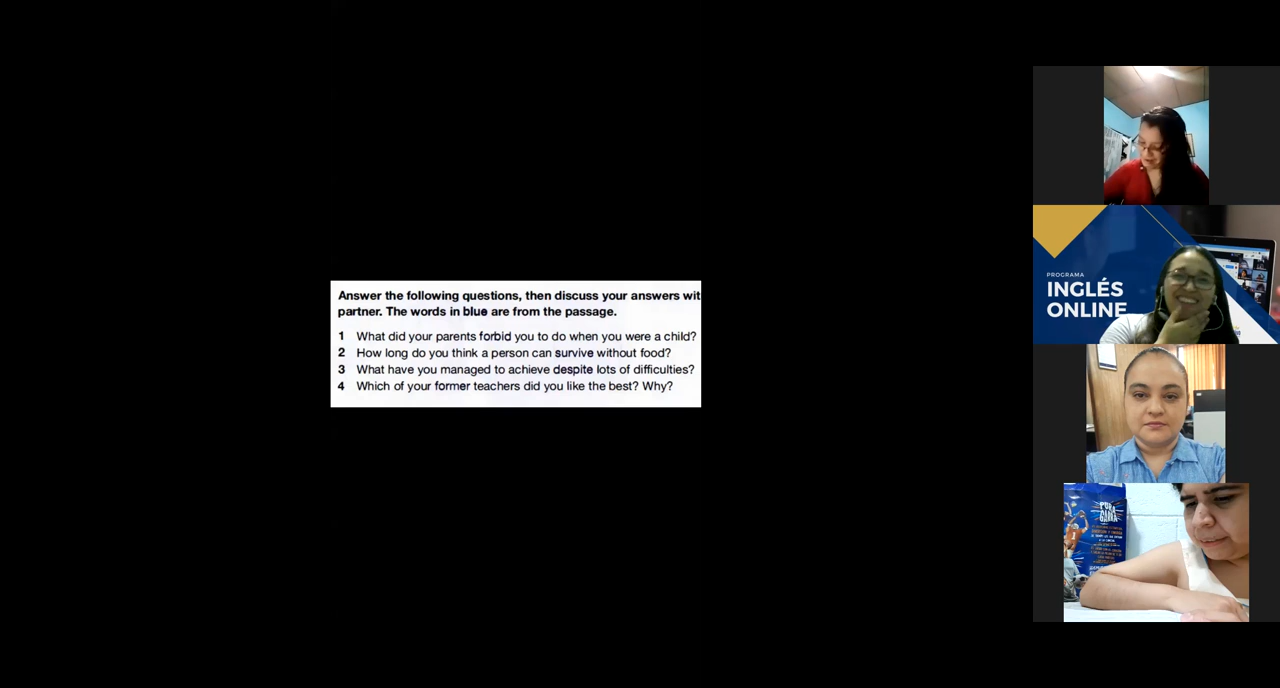 Answer the following questions, then discuss your answers wit
partner. The words in blue are from the passage.
1 What did your parents forbid you to do when you were a child?
2 How long do you think a person can survive without food?
3 What have you managed to achieve despite lots of difficulties?
4 Which of your former teachers did you like the best? Why?
PROGRAMA
INGLÉS
ONLINE
PURA
GANA